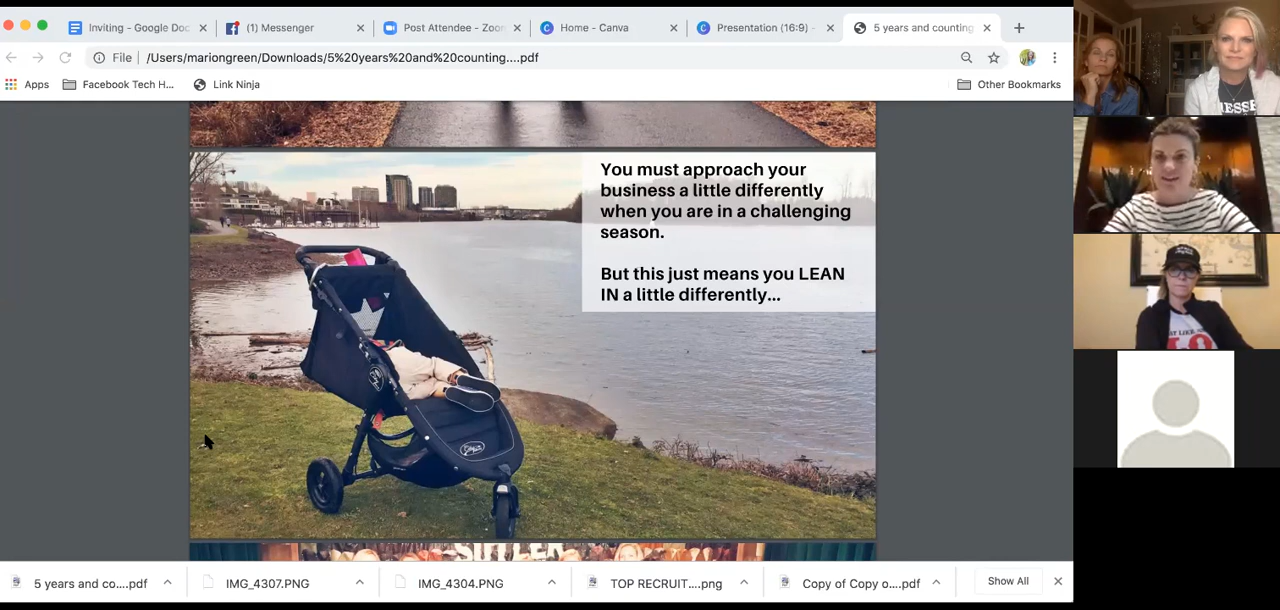 Inviting - Google Doc
(1) Messenger
Post Attendee - Zoom
Home - Canva
Presentation (16:9) -
5 years and counting
File
/Users/mariongreen/Downloads/5%20years%20and%20counting....pdf
Apps
Facebook Tech H...
Link Ninja
Other Bookmarks
You must approach your
business a little differently
when you are in a challenging
season.
But this just means you LEAN
IN a little differently...
5 years and co....pdf
IMG_4307.PNG
IMG_4304.PNG
TOP RECRUIT....png
Copy of Copy o....pdf
Show All